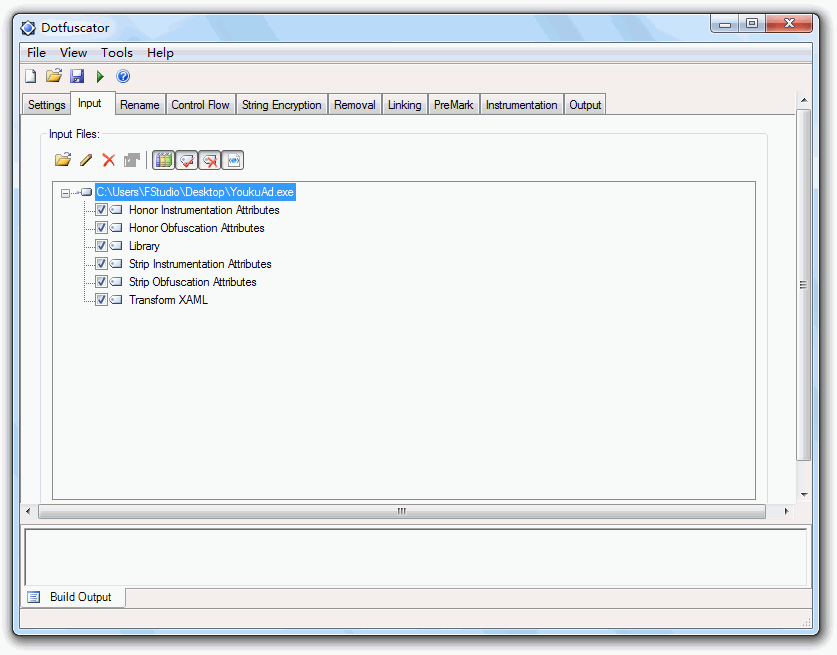 Dotfuscator
File View Tools Help
Settings Input Rename Control Flow String Encryption Removal Linking PreMark Instrumentation Output
Input Files:
C:\Users\FStudio\Desktop\YoukuAd.exe
Honor Instrumentation Attributes
Honor Obfuscation Attributes
Library
Strip Instrumentation Attributes
Strip Obfuscation Attributes
Transform XAML
Build Output